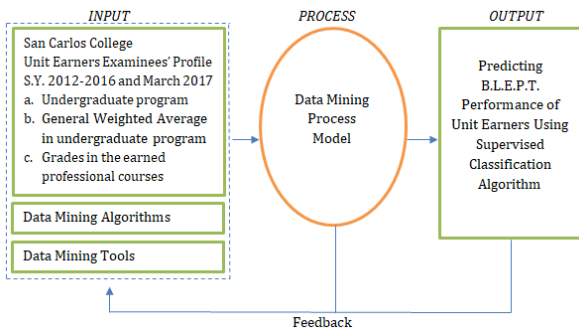 INPUT
San Carlos College
Unit Earners Examinees' Profile
S.Y. 2012-2016 and March 2017
a. Undergraduate program
b. General Weighted Average
in undergraduate program
c. Grades in the earned
professional courses
Data Mining Algorithms
Data Mining Tools
PROCESS
Data Mining
Process
Model
OUTPUT
Predicting
B.L.E.P.T.
Performance of
Unit Earners Using
Supervised
Classification
Algorithm
Feedback